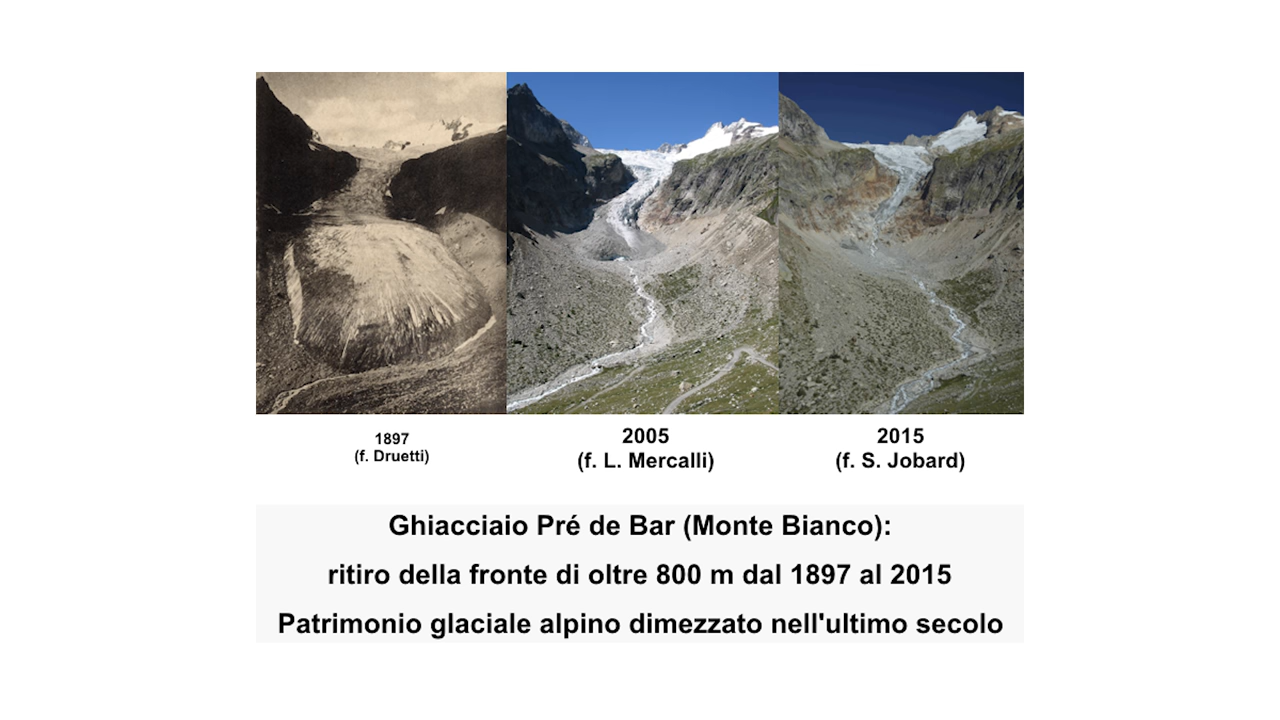 1897
(f. Druetti)
2005
(f. L. Mercalli)
2015
(f. S. Jobard)
Ghiacciaio Pré de Bar (Monte Bianco):
ritiro della fronte di oltre 800 m dal 1897 al 2015
Patrimonio glaciale alpino dimezzato nell'ultimo secolo